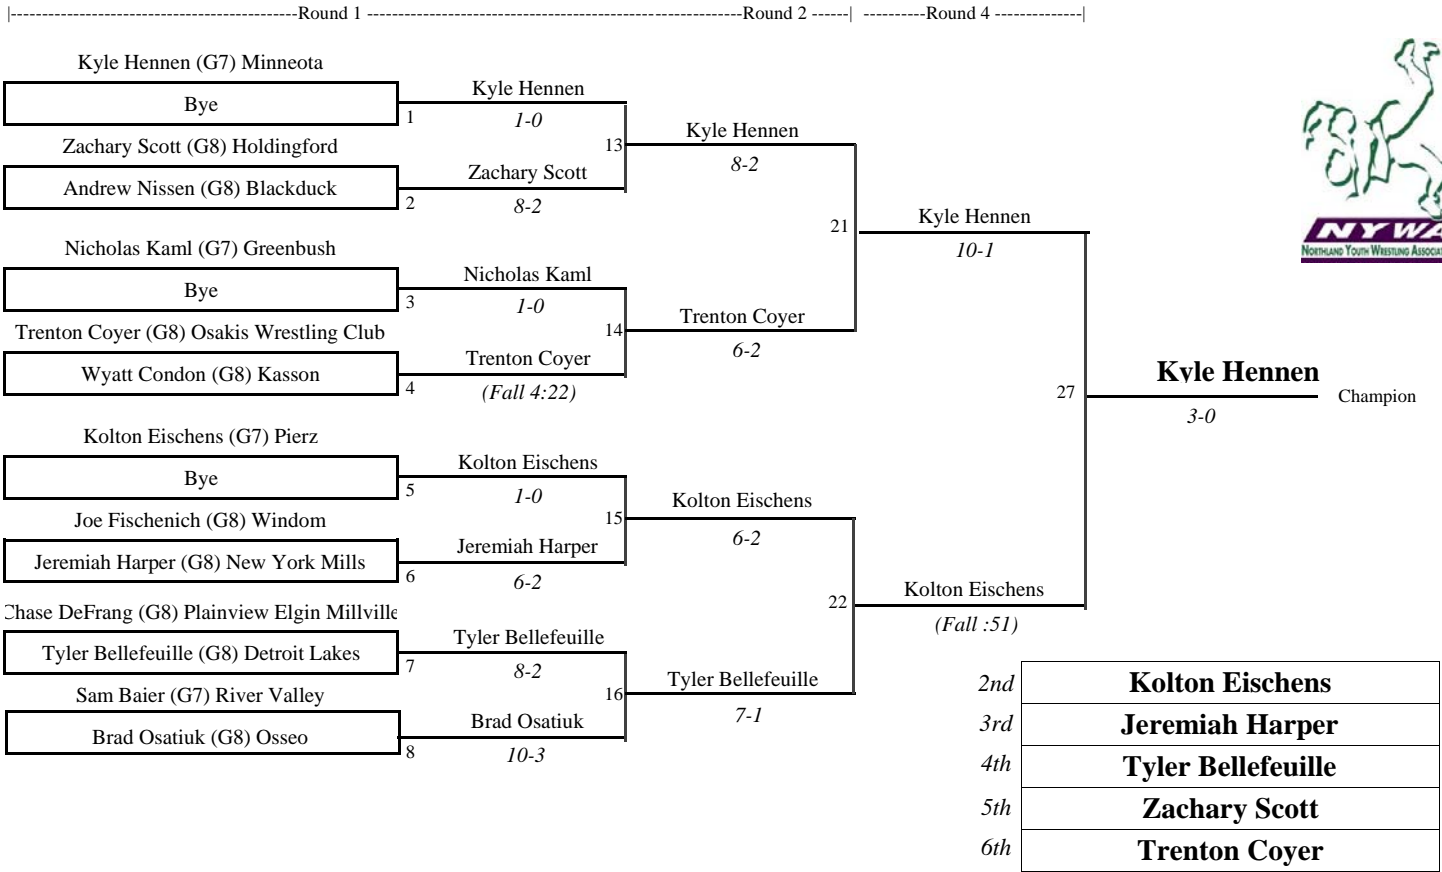 |----------------------------------------------Round 1 ------------------------------------------------------------Round 2 ------| ----------Round 4 --------------|
Kyle Hennen (G7) Minneota
Bye
1
Zachary Scott (G8) Holdingford
Andrew Nissen (G8) Blackduck
2
Nicholas Kaml (G7) Greenbush
Bye
3
Trenton Coyer (G8) Osakis Wrestling Club
Wyatt Condon (G8) Kasson
4
Kolton Eischens (G7) Pierz
Bye
5
Joe Fischenich (G8) Windom
Jeremiah Harper (G8) New York Mills
6
Chase DeFrang (G8) Plainview Elgin Millville
Tyler Bellefeuille (G8) Detroit Lakes
7
Sam Baier (G7) River Valley
Brad Osatiuk (G8) Osseo
8
Kyle Hennen
1-0
13
Zachary Scott
8-2
Nicholas Kaml
1-0
14
Trenton Coyer
(Fall 4:22)
Kolton Eischens
1-0
15
Jeremiah Harper
6-2
Tyler Bellefeuille
8-2
16
Brad Osatiuk
10-3
Kyle Hennen
8-2
21
Trenton Coyer
6-2
Kolton Eischens
6-2
22
Tyler Bellefeuille
7-1
Kyle Hennen
10-1
27
Kolton Eischens
(Fall :51)
Kyle Hennen
Champion
3-0
NYWA
NORTHLAND YOUTH WRESTLING ASSOCIAT
2nd Kolton Eischens
3rd Jeremiah Harper
4th Tyler Bellefeuille
5th Zachary Scott
6th Trenton Coyer